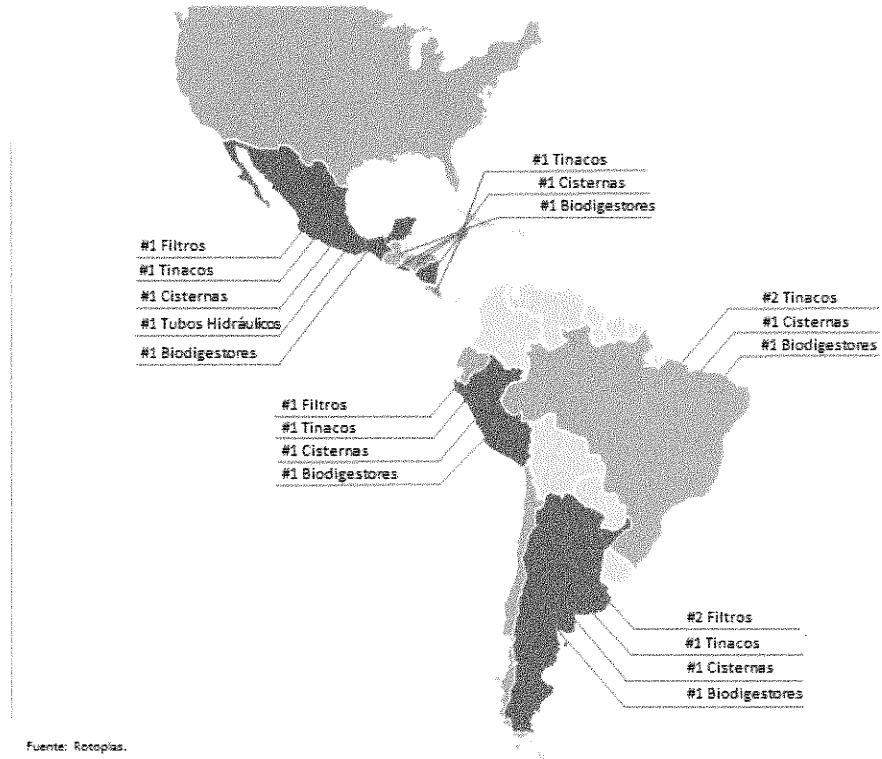 #1 Tinacos
#1 Cisternas
#1 Biodigestores
#1 Filtros
#1 Tinacos
#1 Cisternas
#1 Tubos Hidráulicos
#1 Biodigestores
#2 Tinacos
#1 Cisternas
#1 Biodigestores
#1 Filtros
#1 Tinacos
#1 Cisternas
#1 Biodigestores
#2 Filtros
#1 Tinacos
#1 Cisternas
#1 Biodigestores
Fuente: Rotoplas.